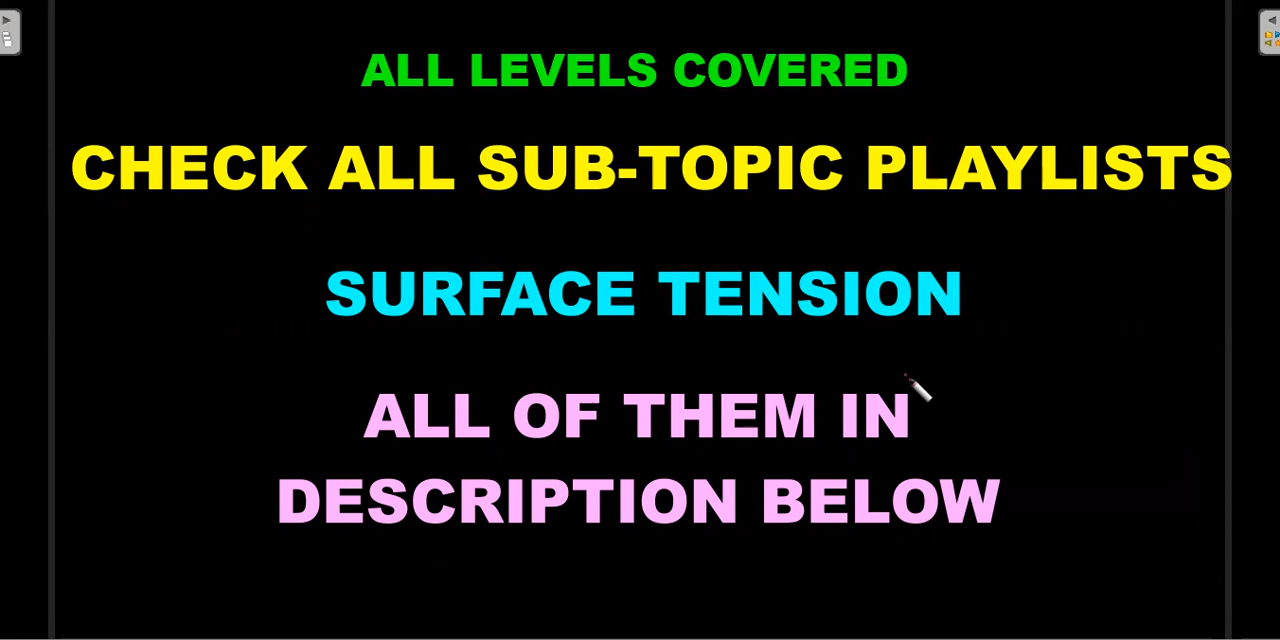 ALL LEVELS COVERED
CHECK ALL SUB-TOPIC PLAYLISTS
SURFACE TENSION
ALL OF THEM IN
DESCRIPTION BELOW